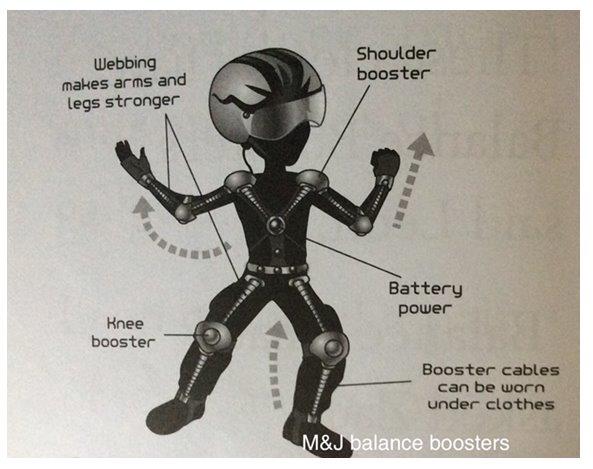 Webbing
makes arms and
legs stronger
Shoulder
booster
Battery
power
Knee
booster
Booster cables
can be worn
under clothes
M&J balance boosters